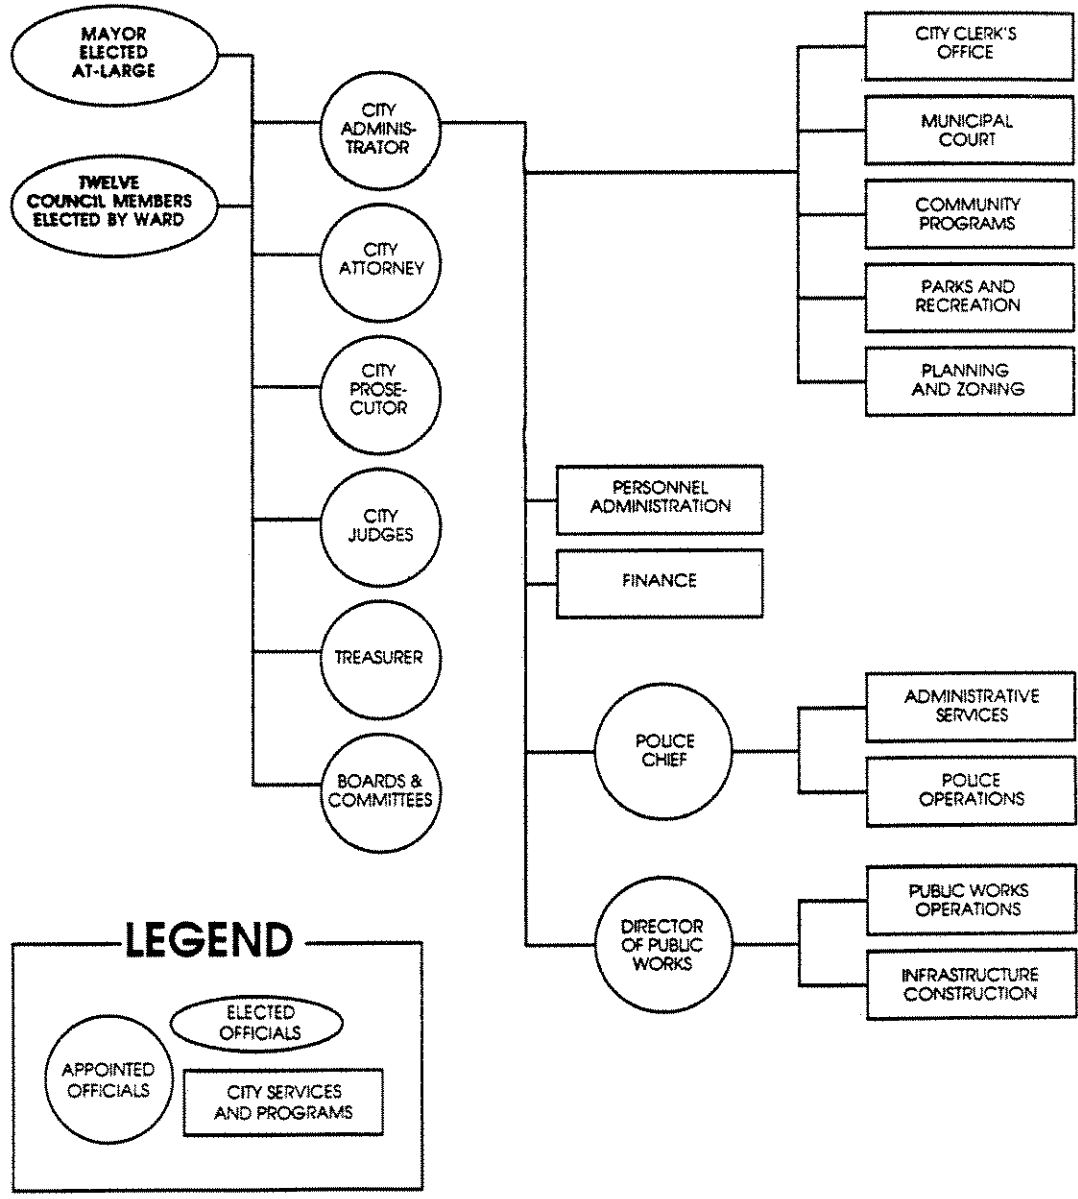 MAYOR
ELECTED
AT-LARGE
TWELVE
COUNCIL MEMBERS
ELECTED BY WARD
CITY
ADMINIS-
TRATOR
CITY
ATTORNEY
CITY
PROSE-
CUTOR
CITY
JUDGES
TREASURER
BOARDS &
COMMITTEES
CITY CLERK'S
OFFICE
MUNICIPAL
COURT
COMMUNITY
PROGRAMS
PARKS AND
RECREATION
PLANNING
AND ZONING
PERSONNEL
ADMINISTRATION
FINANCE
POLICE
CHIEF
ADMINISTRATIVE
SERVICES
POLICE
OPERATIONS
DIRECTOR
OF PUBLIC
WORKS
PUBLIC WORKS
OPERATIONS
INFRASTRUCTURE
CONSTRUCTION
LEGEND
ELECTED
OFFICIALS
APPOINTED
OFFICIALS
CITY SERVICES
AND PROGRAMS